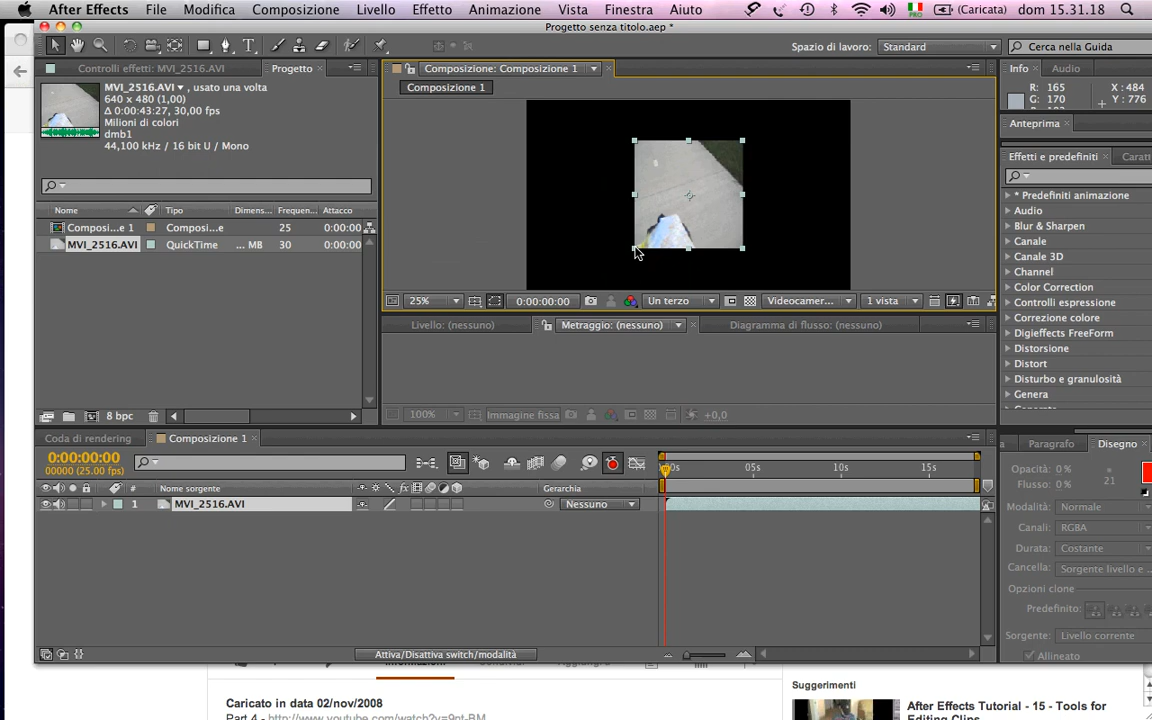 After Effects File Modifica Composizione Livello Effetto Animazione Vista Finestra Aiuto (Caricata) dom 15.31.18
Progetto senza titolo.aep *
Spazio di lavoro: Standard Cerca nella Guida
Controlli effetti: MVI_2516.AVI Progetto
Composizione: Composizione 1
Info Audio
MVI_2516.AVI, usato una volta
640 x 480 (1,00)
Δ 0:00:43:27, 30,00 fps
Milioni di colori
dmb1
44,100 kHz / 16 bit U / Mono
Composizione 1
R: 165 X: 484
G: 170 Y: 776
Anteprima
Effetti e predefiniti Carati
* Predefiniti animazione
Audio
Blur & Sharpen
Canale
Canale 3D
Channel
Color Correction
Controlli espressione
Correzione colore
Digieffects FreeForm
Distorsione
Distort
Disturbo e granulosità
Genera
Nome Tipo Dimens... Frequen... Attacco
Composi...e 1 Composi...e 25 0:00:00
MVI_2516.AVI QuickTime ... MB 30 0:00:00
25% 0:00:00:00 Un terzo Videocamer... 1 vista
Livello: (nessuno) Metraggio: (nessuno) Diagramma di flusso: (nessuno)
8 bpc
100% Immagine fissa +0,0
Coda di rendering Composizione 1
0:00:00:00
00000 (25.00 fps)
05s 10s 15s
# Nome sorgente fx Gerarchia
1 MVI_2516.AVI Nessuno
Attiva/Disattiva switch/modalità
Paragrafo Disegno
Opacità: 0 %
Flusso: 0 % 21
Modalità: Normale
Canali: RGBA
Durata: Costante
Cancella: Sorgente livello e ...
Opzioni clone
Predefinito:
Sorgente: Livello corrente
Allineato
Caricato in data 02/nov/2008
Suggerimenti
After Effects Tutorial - 15 - Tools for
Editing Clips